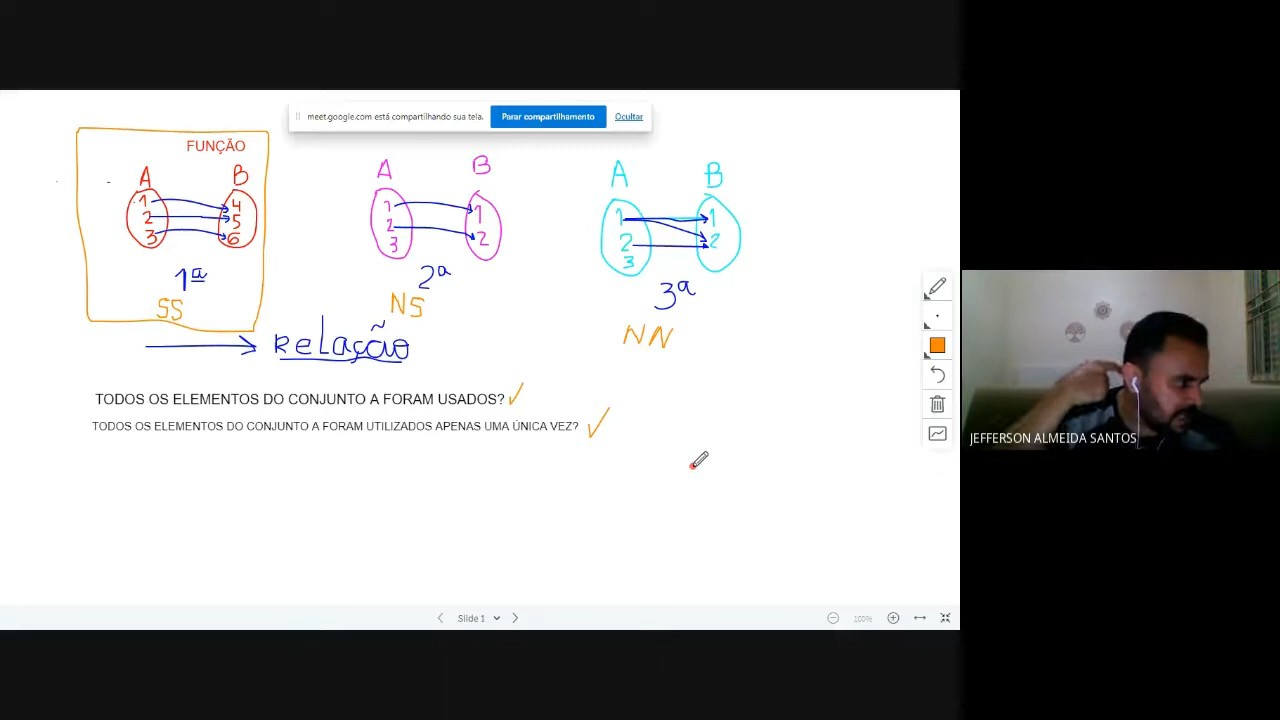 meet.google.com está compartilhando sua tela. Parar compartilhamento Ocultar
FUNÇÃO
A B
1 4
2 5
3 6
1ª
SS
A B
1 1
2 2
3
2ª
NS
A B
1 1
2 2
3
3ª
NN
RELAÇÃO
TODOS OS ELEMENTOS DO CONJUNTO A FORAM USADOS?
TODOS OS ELEMENTOS DO CONJUNTO A FORAM UTILIZADOS APENAS UMA ÚNICA VEZ?
JEFFERSON ALMEIDA SANTOS
Slide 1
100%